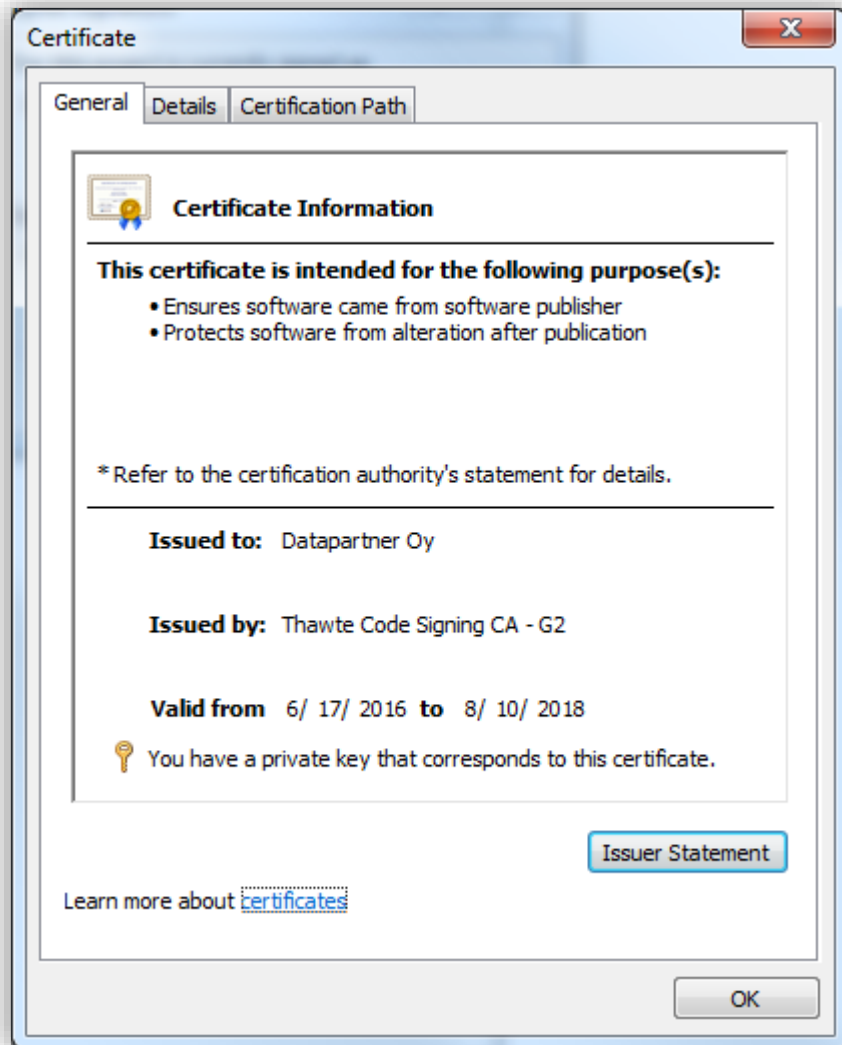 Certificate
General Details Certification Path
Certificate Information
This certificate is intended for the following purpose(s):
• Ensures software came from software publisher
• Protects software from alteration after publication
* Refer to the certification authority's statement for details.
Issued to: Datapartner Oy
Issued by: Thawte Code Signing CA - G2
Valid from 6/ 17/ 2016 to 8/ 10/ 2018
You have a private key that corresponds to this certificate.
Issuer Statement
Learn more about certificates
OK